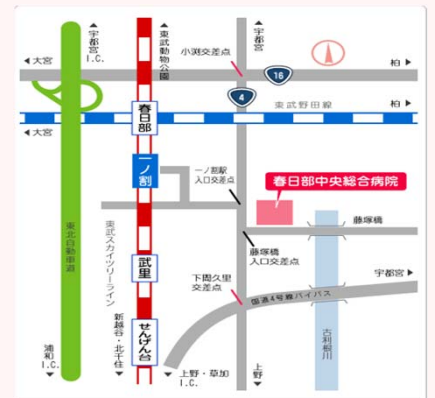 ▲宇都宮I.C.
▲東武動物公園
▲宇都宮
小渕交差点
◀大宮
16
柏▶
4
春日部
東武野田線
柏▶
◀大宮
一ノ割
一ノ割駅
入口交差点
春日部中央総合病院
藤塚橋
東北自動車道
東武スカイツリーライン
武里
藤塚橋
入口交差点
下間久里
交差点
宇都宮▶
国道4号線バイパス
せんげん台
新越谷・北千住▼
古利根川
浦和I.C.▼
上野・草加
I.C.
上野▼